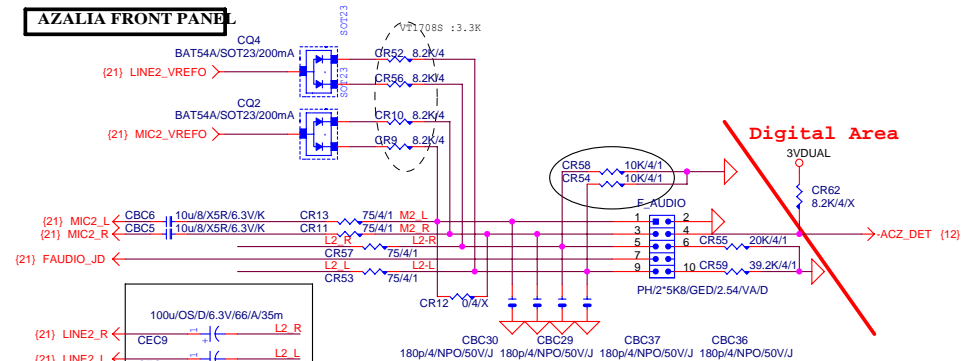 AZALIA FRONT PANEL
SOT23
VT1708S :3.3K
CQ4
BAT54A/SOT23/200mA
{21} LINE2_VREFO
CR52 8.2K/4
CR56 8.2K/4
SOT23
CQ2
BAT54A/SOT23/200mA
{21} MIC2_VREFO
CR10 8.2K/4
CR9 8.2K/4
Digital Area
3VDUAL
CR62
8.2K/4/X
CR58 10K/4/1
CR54 10K/4/1
F_AUDIO
{21} MIC2_L CBC6 10u/8/X5R/6.3V/K CR13 75/4/1 M2_L
{21} MIC2_R CBC5 10u/8/X5R/6.3V/K CR11 75/4/1 M2_R
L2_R L2-R
CR57 75/4/1
{21} FAUDIO_JD
L2_L L2-L
CR53 75/4/1
1 2
3 4
5 6 CR55 20K/4/1
7
9 10 CR59 39.2K/4/1
-ACZ_DET {12}
PH/2*5K8/GED/2.54/VA/D
CR12 0/4/X
CBC30 CBC29 CBC37 CBC36
180p/4/NPO/50V/J 180p/4/NPO/50V/J 180p/4/NPO/50V/J 180p/4/NPO/50V/J
100u/OS/D/6.3V/66/A/35m
{21} LINE2_R CEC9 1 + L2_R
{21} LINE2_L 1 L2_L